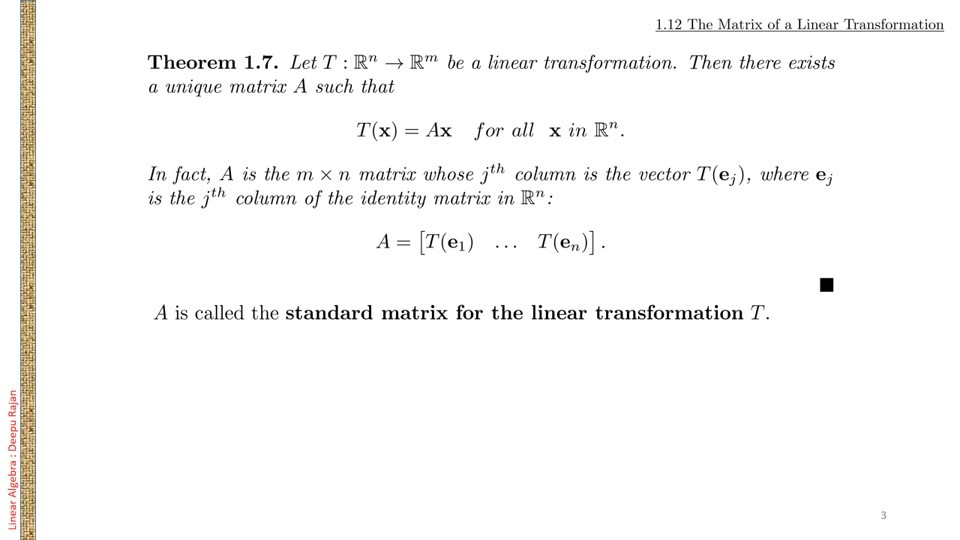 1.12 The Matrix of a Linear Transformation
Theorem 1.7. Let T : ℝⁿ → ℝᵐ be a linear transformation. Then there exists
a unique matrix A such that
T(x) = Ax for all x in ℝⁿ.
In fact, A is the m × n matrix whose jᵗʰ column is the vector T(eⱼ), where eⱼ
is the jᵗʰ column of the identity matrix in ℝⁿ:
A = [T(e₁) ... T(eₙ)].
■
A is called the standard matrix for the linear transformation T.
Linear Algebra : Deepu Rajan
3